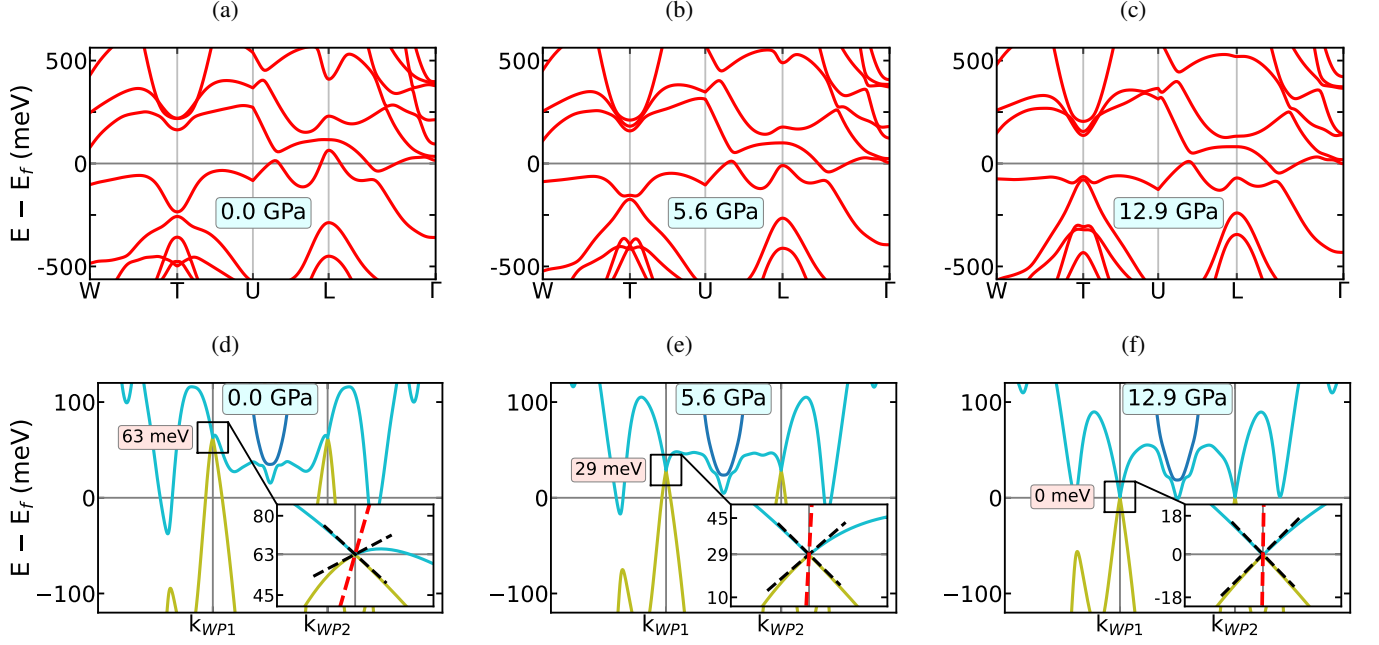 (a) (b) (c)
500 500 500
0 0 0
-500 -500 -500
E − E_f (meV)
0.0 GPa 5.6 GPa 12.9 GPa
W T U L Γ W T U L Γ W T U L Γ
(d) (e) (f)
100 100 100
0 0 0
−100 −100 −100
E − E_f (meV)
0.0 GPa 5.6 GPa 12.9 GPa
63 meV 29 meV 0 meV
80 45 18
63 29 0
45 10 -18
k_WP1 k_WP2 k_WP1 k_WP2 k_WP1 k_WP2